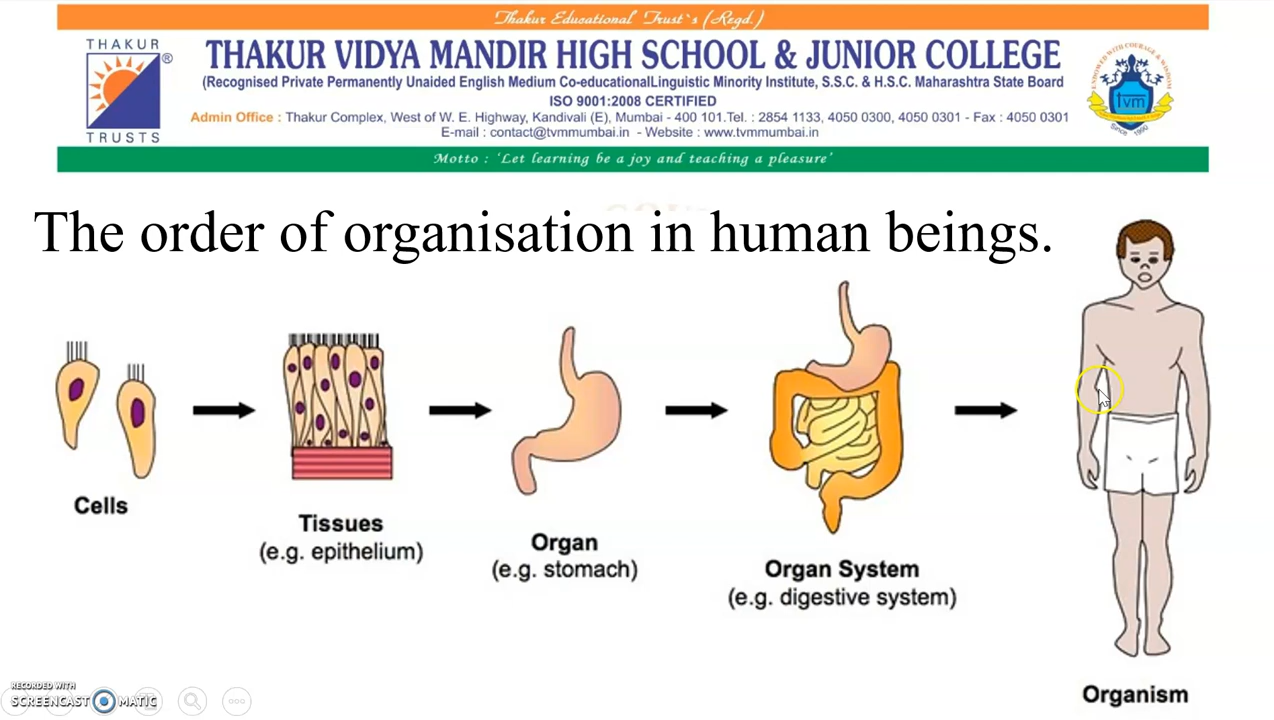 Thakur Educational Trust`s (Regd.)
THAKUR
®
TRUSTS
THAKUR VIDYA MANDIR HIGH SCHOOL & JUNIOR COLLEGE
(Recognised Private Permanently Unaided English Medium Co-educationalLinguistic Minority Institute, S.S.C. & H.S.C. Maharashtra State Board
ISO 9001:2008 CERTIFIED
Admin Office : Thakur Complex, West of W. E. Highway, Kandivali (E), Mumbai - 400 101.Tel. : 2854 1133, 4050 0300, 4050 0301 - Fax : 4050 0301
E-mail : contact@tvmmumbai.in - Website : www.tvmmumbai.in
tvm
Since 1990
Motto : 'Let learning be a joy and teaching a pleasure'
The order of organisation in human beings.
Cells
Tissues
(e.g. epithelium)
Organ
(e.g. stomach)
Organ System
(e.g. digestive system)
Organism
RECORDED WITH
SCREENCAST MATIC